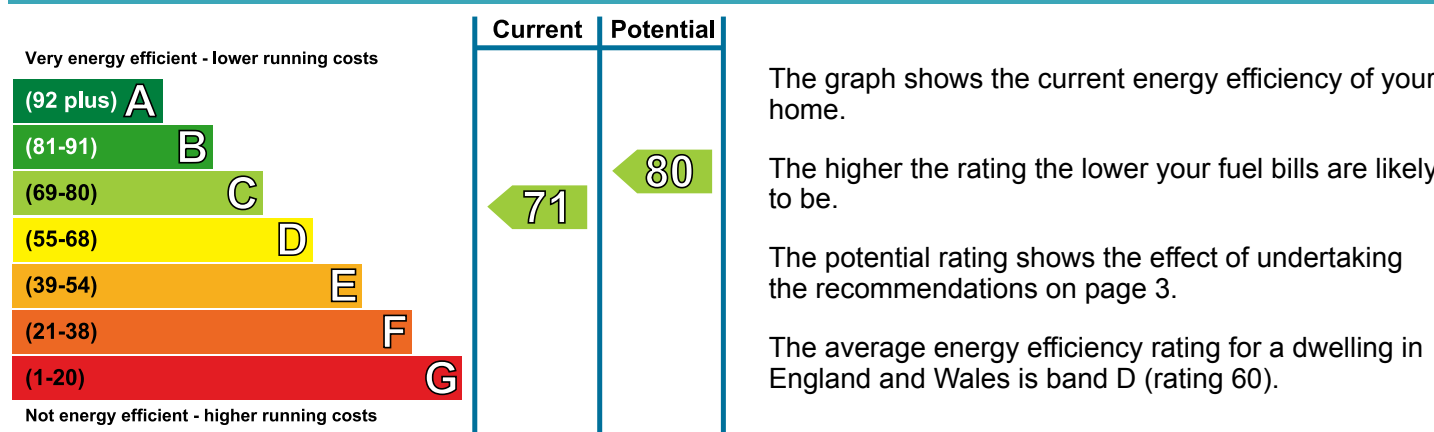 Current Potential
Very energy efficient - lower running costs
(92 plus) A
(81-91) B
(69-80) C
(55-68) D
(39-54) E
(21-38) F
(1-20) G
Not energy efficient - higher running costs
71
80
The graph shows the current energy efficiency of your
home.
The higher the rating the lower your fuel bills are likely
to be.
The potential rating shows the effect of undertaking
the recommendations on page 3.
The average energy efficiency rating for a dwelling in
England and Wales is band D (rating 60).